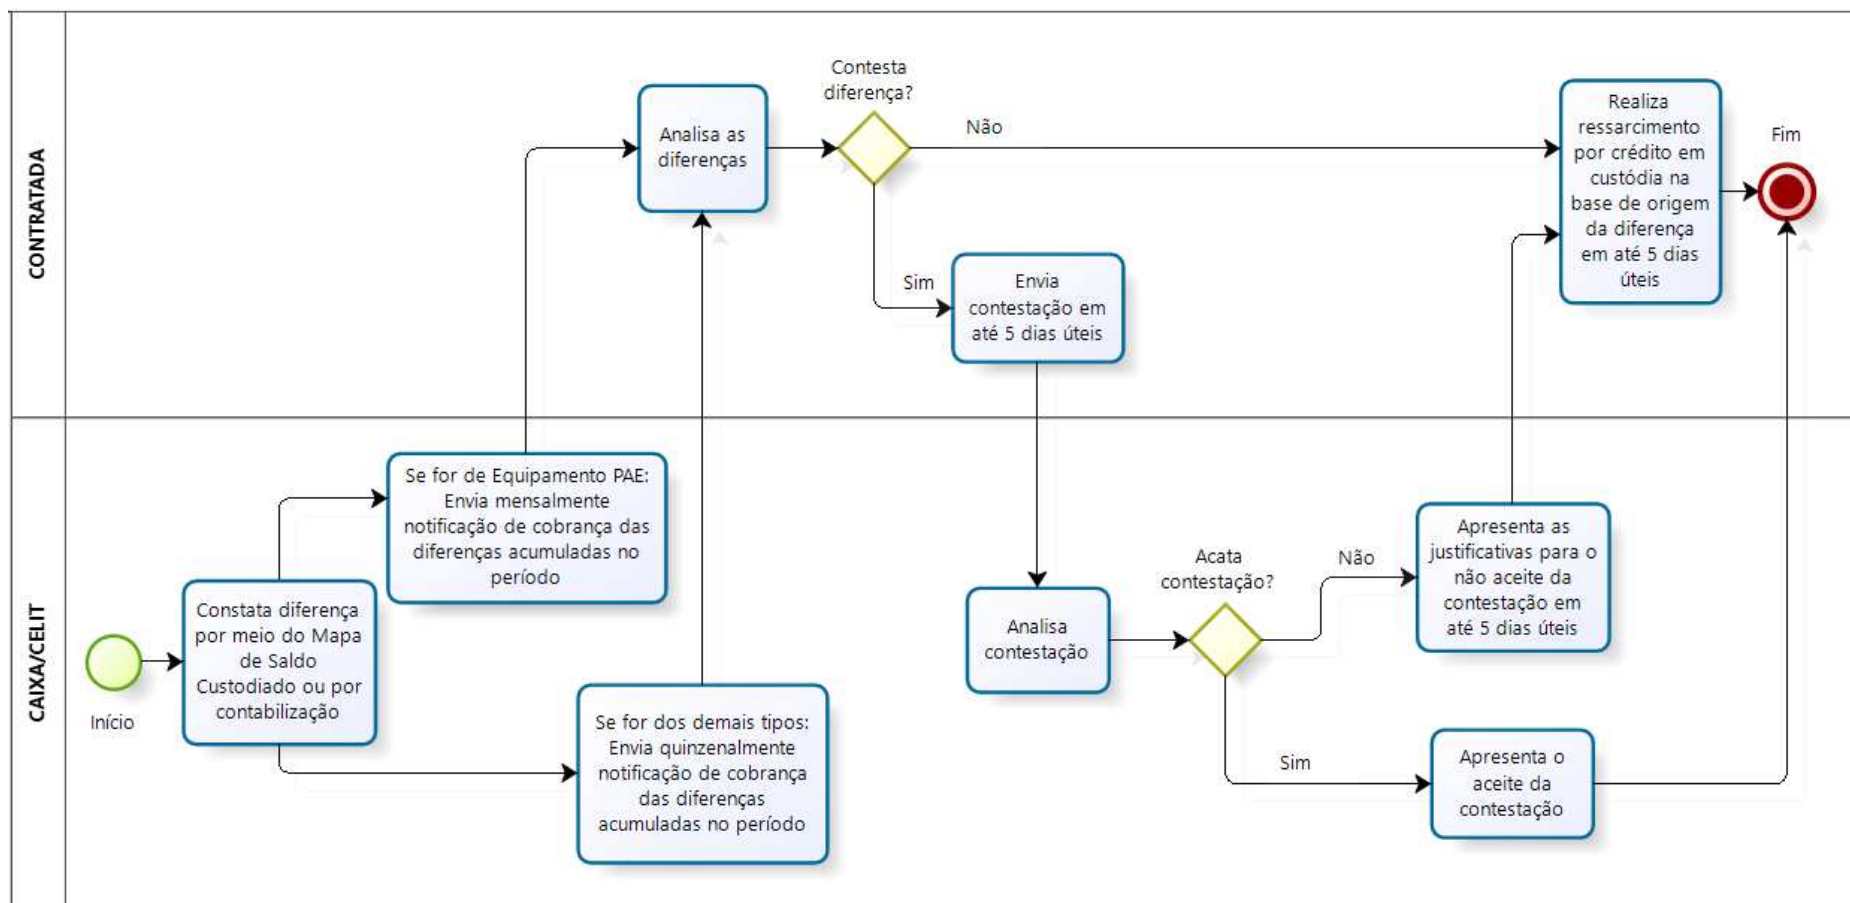 CONTRATADA
Analisa as
diferenças
Contesta
diferença?
Não
Sim
Envia
contestação em
até 5 dias úteis
Realiza
ressarcimento
por crédito em
custódia na
base de origem
da diferença
em até 5 dias
úteis
Fim
CAIXA/CELIT
Início
Constata diferença
por meio do Mapa
de Saldo
Custodiado ou por
contabilização
Se for de Equipamento PAE:
Envia mensalmente
notificação de cobrança das
diferenças acumuladas no
período
Se for dos demais tipos:
Envia quinzenalmente
notificação de cobrança
das diferenças
acumuladas no período
Analisa
contestação
Acata
contestação?
Não
Apresenta as
justificativas para o
não aceite da
contestação em
até 5 dias úteis
Sim
Apresenta o
aceite da
contestação